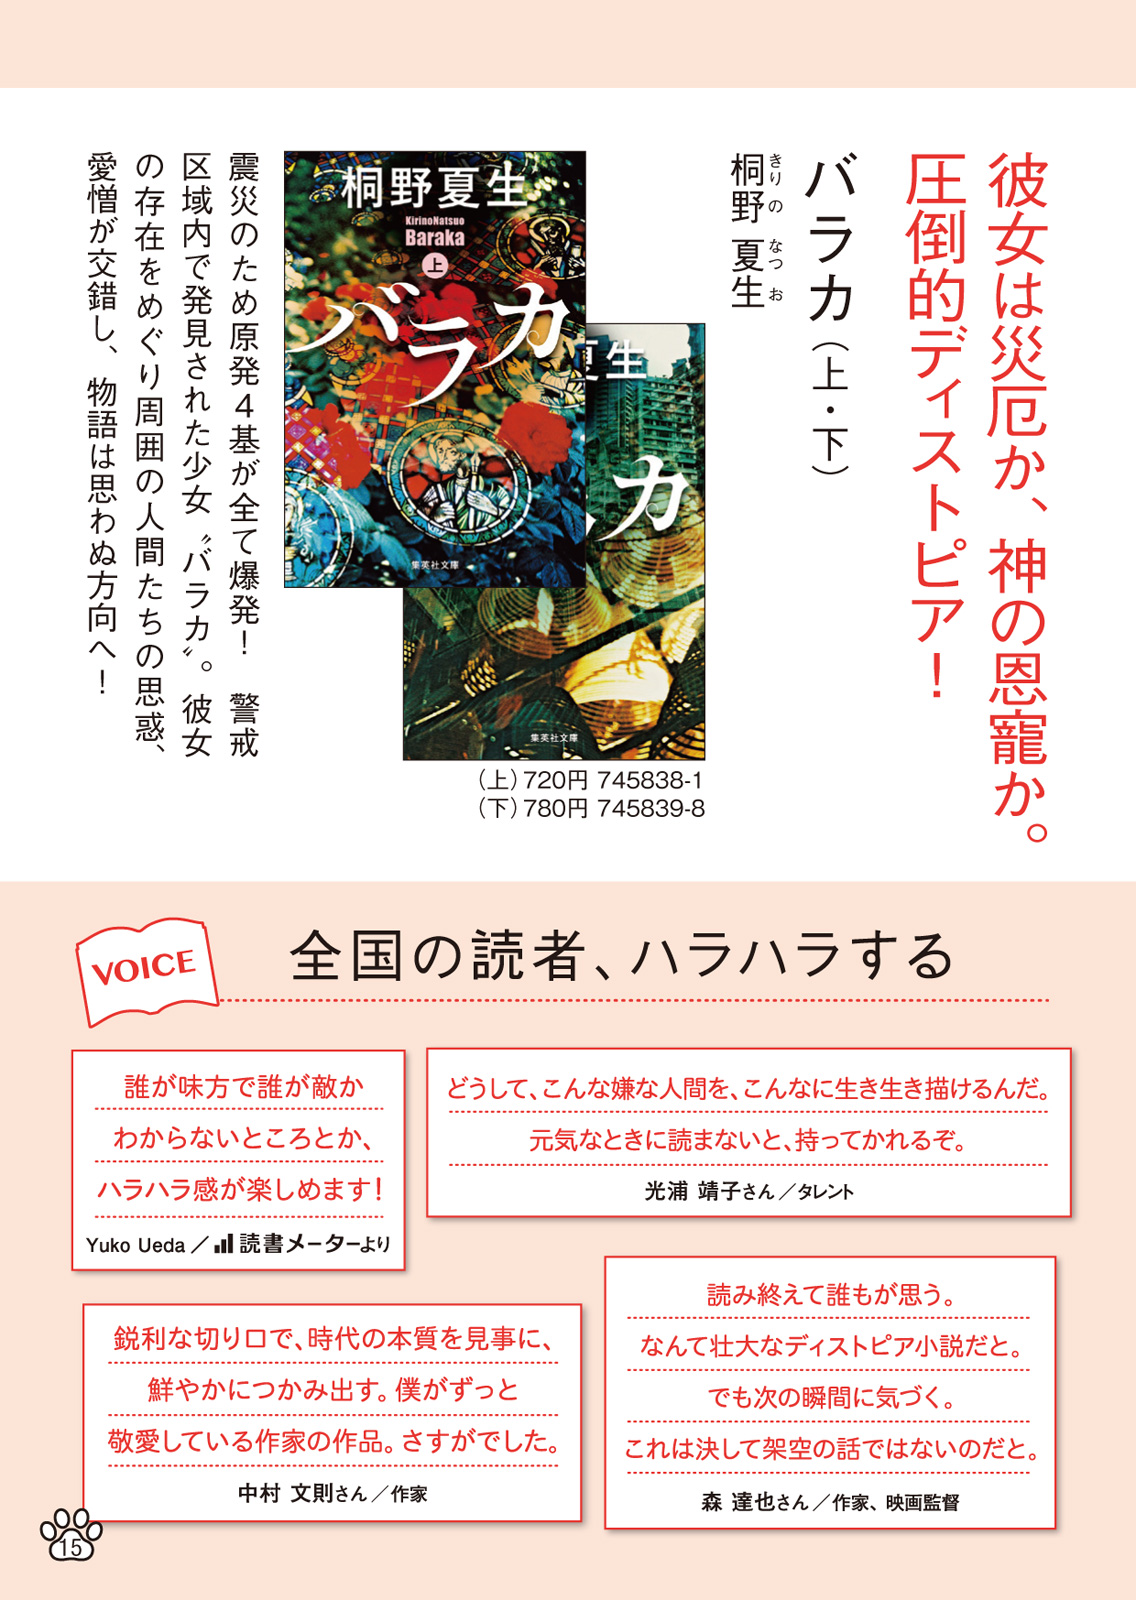 彼女は災厄か、神の恩寵か。
圧倒的ディストピア！
バラカ（上・下）
桐野 夏生
きりの なつお
桐野夏生
KirinoNatsuo
Baraka
上
バラカ
集英社文庫
夏生
カ
集英社文庫
（上）720円 745838-1
（下）780円 745839-8
震災のため原発４基が全て爆発！　警戒
区域内で発見された少女〝バラカ〟。彼女
の存在をめぐり周囲の人間たちの思惑、
愛憎が交錯し、物語は思わぬ方向へ！
VOICE
全国の読者、ハラハラする
誰が味方で誰が敵か
わからないところとか、
ハラハラ感が楽しめます！
Yuko Ueda／読書メーターより
どうして、こんな嫌な人間を、こんなに生き生き描けるんだ。
元気なときに読まないと、持ってかれるぞ。
光浦 靖子さん／タレント
鋭利な切り口で、時代の本質を見事に、
鮮やかにつかみ出す。僕がずっと
敬愛している作家の作品。さすがでした。
中村 文則さん／作家
読み終えて誰もが思う。
なんて壮大なディストピア小説だと。
でも次の瞬間に気づく。
これは決して架空の話ではないのだと。
森 達也さん／作家、映画監督
15